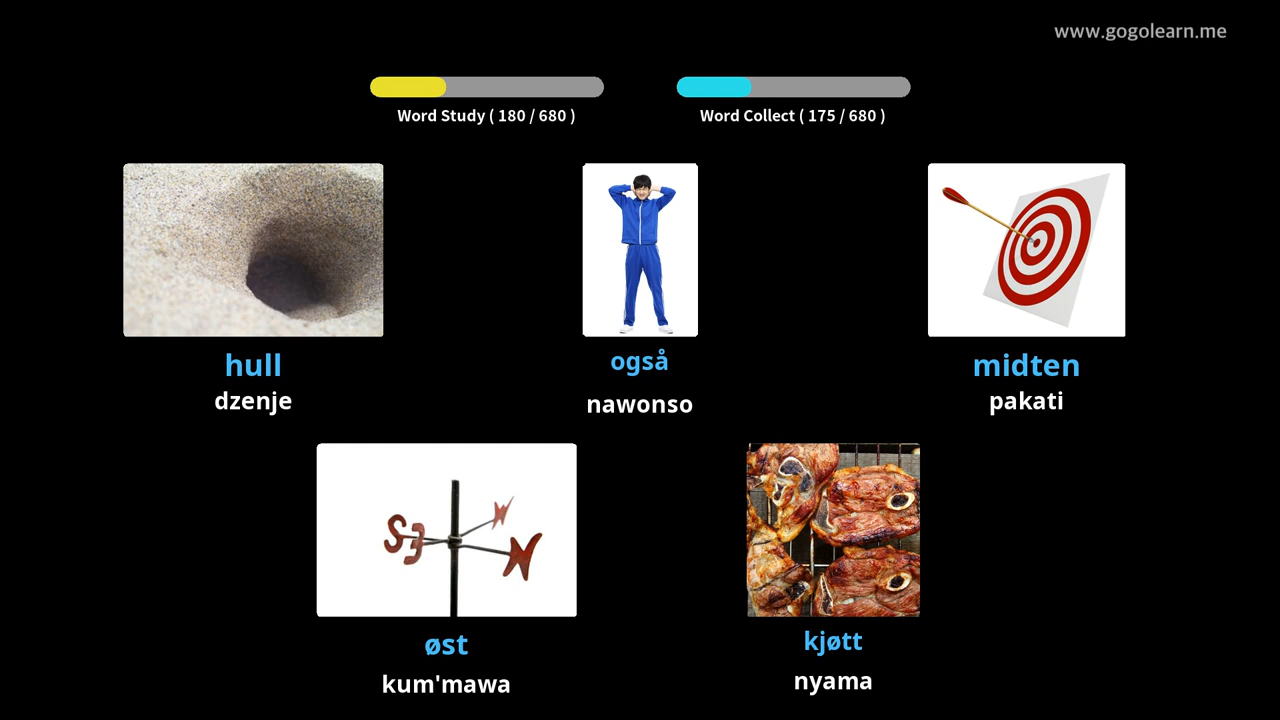 www.gogolearn.me
Word Study ( 180 / 680 )
Word Collect ( 175 / 680 )
hull
dzenje
også
nawonso
midten
pakati
S E N
øst
kum'mawa
kjøtt
nyama